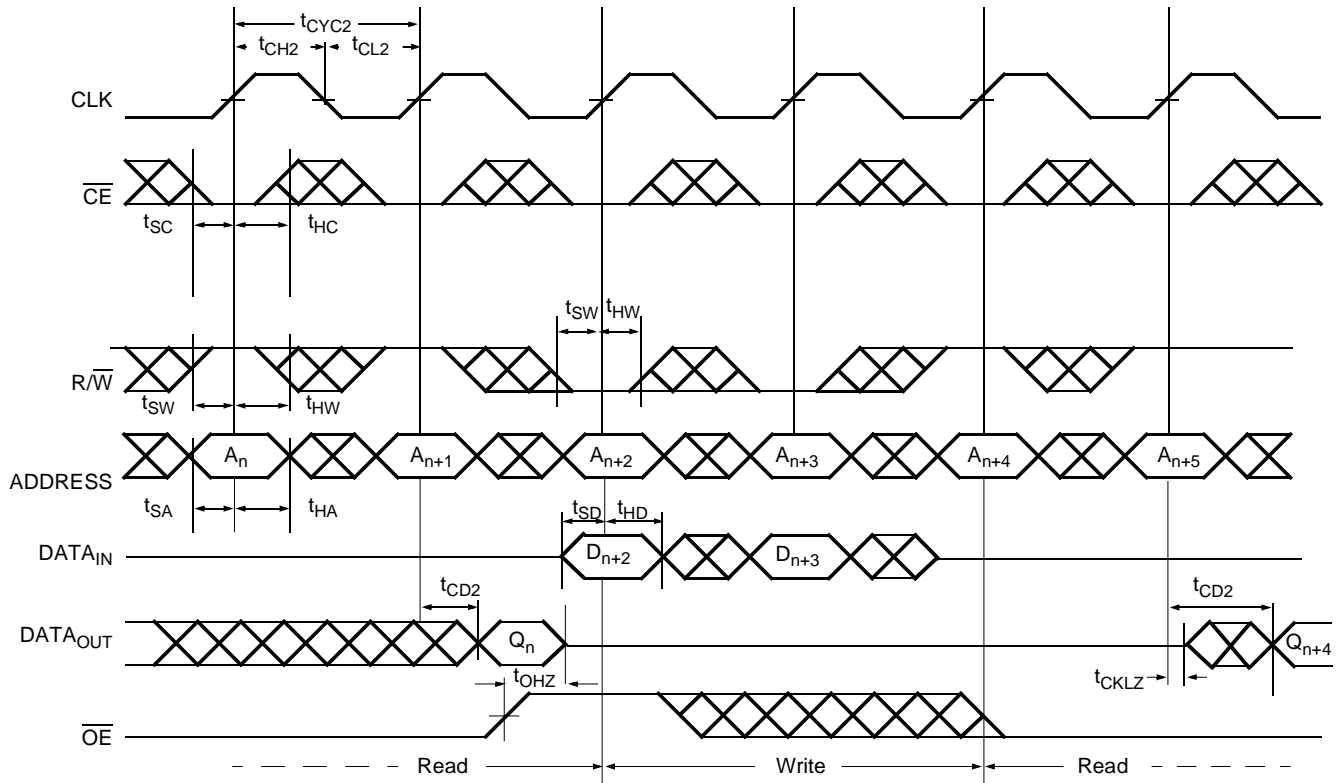 tCYC2
tCH2 tCL2
CLK
CE
tSC tHC
tSW tHW
R/W
tSW tHW
An An+1 An+2 An+3 An+4 An+5
ADDRESS
tSA tHA
tSD tHD
DATAIN
Dn+2 Dn+3
tCD2 tCD2
DATAOUT
Qn Qn+4
tOHZ tCKLZ
OE
Read Write Read